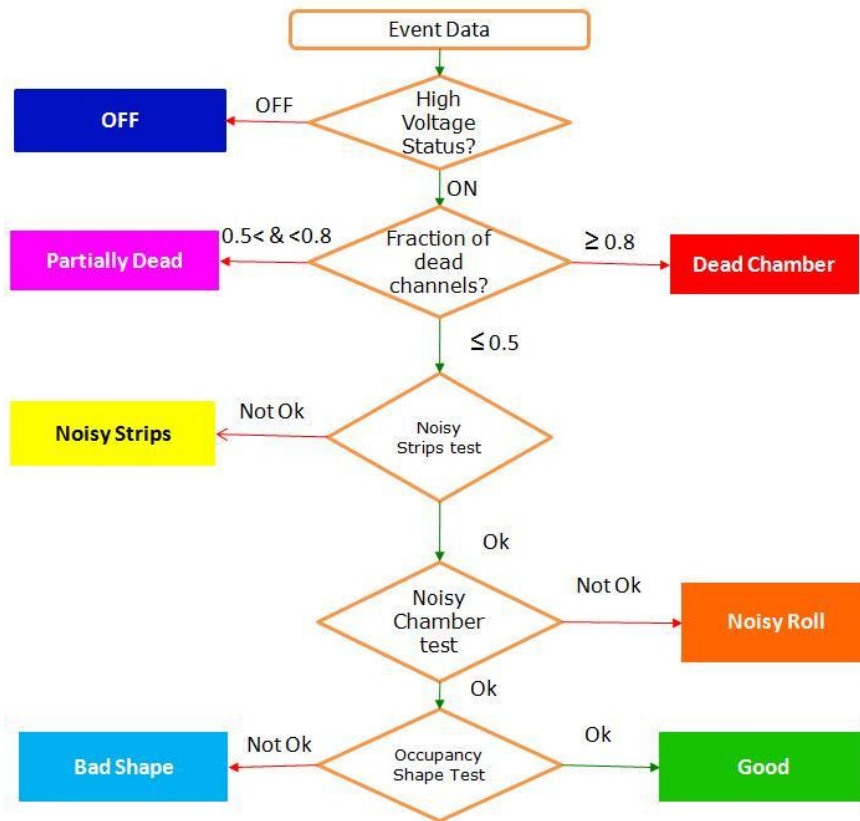 Event Data
High
Voltage
Status?
OFF
OFF
ON
Fraction of
dead
channels?
0.5< & <0.8
Partially Dead
≥ 0.8
Dead Chamber
≤ 0.5
Noisy
Strips test
Not Ok
Noisy Strips
Ok
Noisy
Chamber
test
Not Ok
Noisy Roll
Ok
Occupancy
Shape Test
Not Ok
Bad Shape
Ok
Good